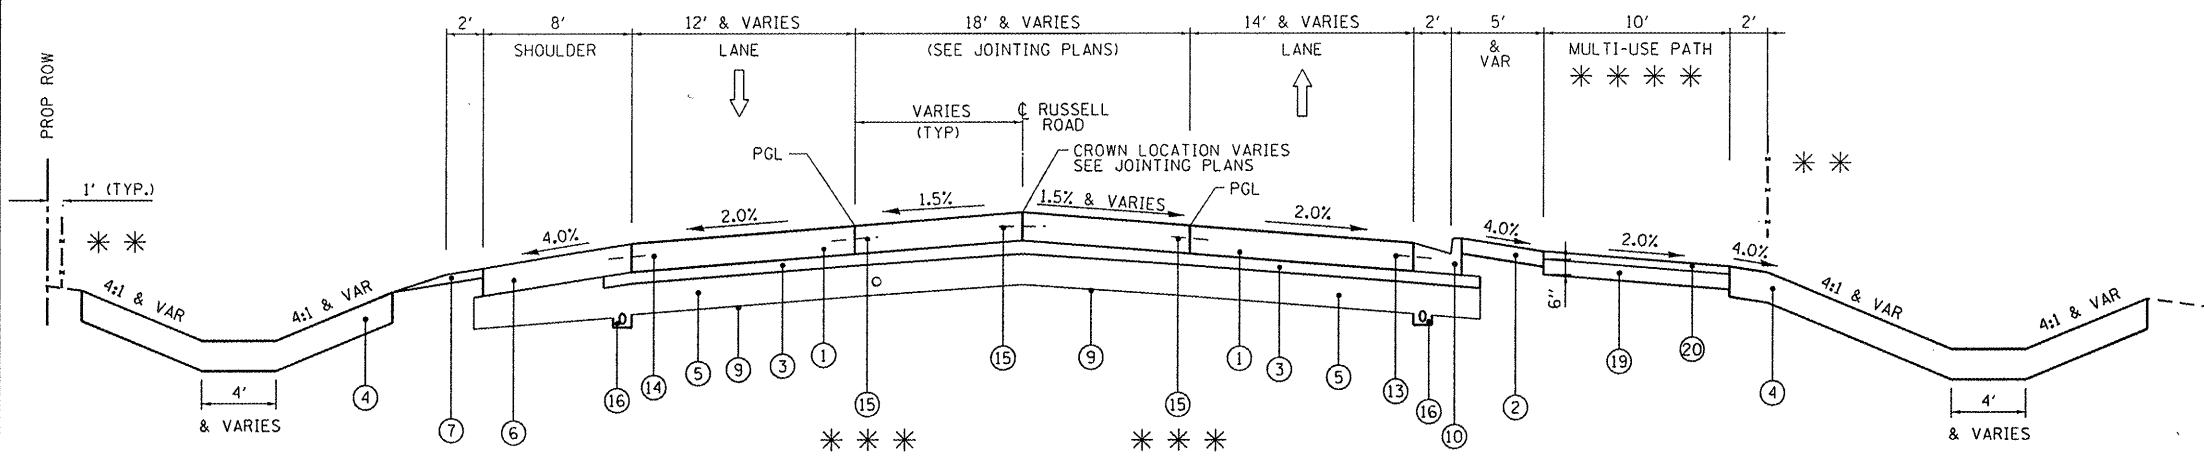 2' 8' 12' & VARIES 18' & VARIES 14' & VARIES 2' 5' 10' 2'
SHOULDER LANE (SEE JOINTING PLANS) LANE & VAR MULTI-USE PATH
✳ ✳ ✳ ✳
PROP ROW
VARIES
(TYP)
℄ RUSSELL
ROAD
PGL
CROWN LOCATION VARIES
SEE JOINTING PLANS
PGL
✳ ✳
1' (TYP.)
✳ ✳
4.0% 2.0% 1.5% 1.5% & VARIES 2.0% 4.0% 2.0% 4.0%
4:1 & VAR 4:1 & VAR 6" 4:1 & VAR 4:1 & VAR
4'
& VARIES
4 7 6 16 14 5 9 3 1 15 15 9 15 1 3 5 13 16 10 2 19 20 4
4'
& VARIES
✳ ✳ ✳ ✳ ✳ ✳